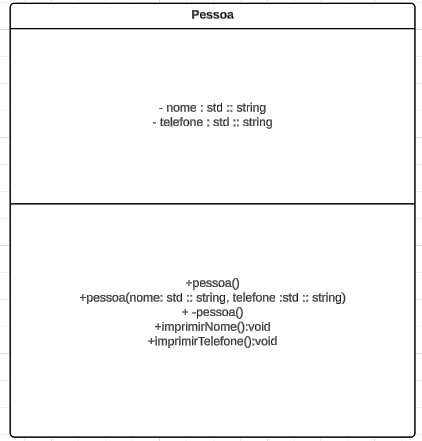 Pessoa
- nome : std :: string
- telefone : std :: string
+pessoa()
+pessoa(nome: std :: string, telefone :std :: string)
+ -pessoa()
+imprimirNome():void
+imprimirTelefone():void